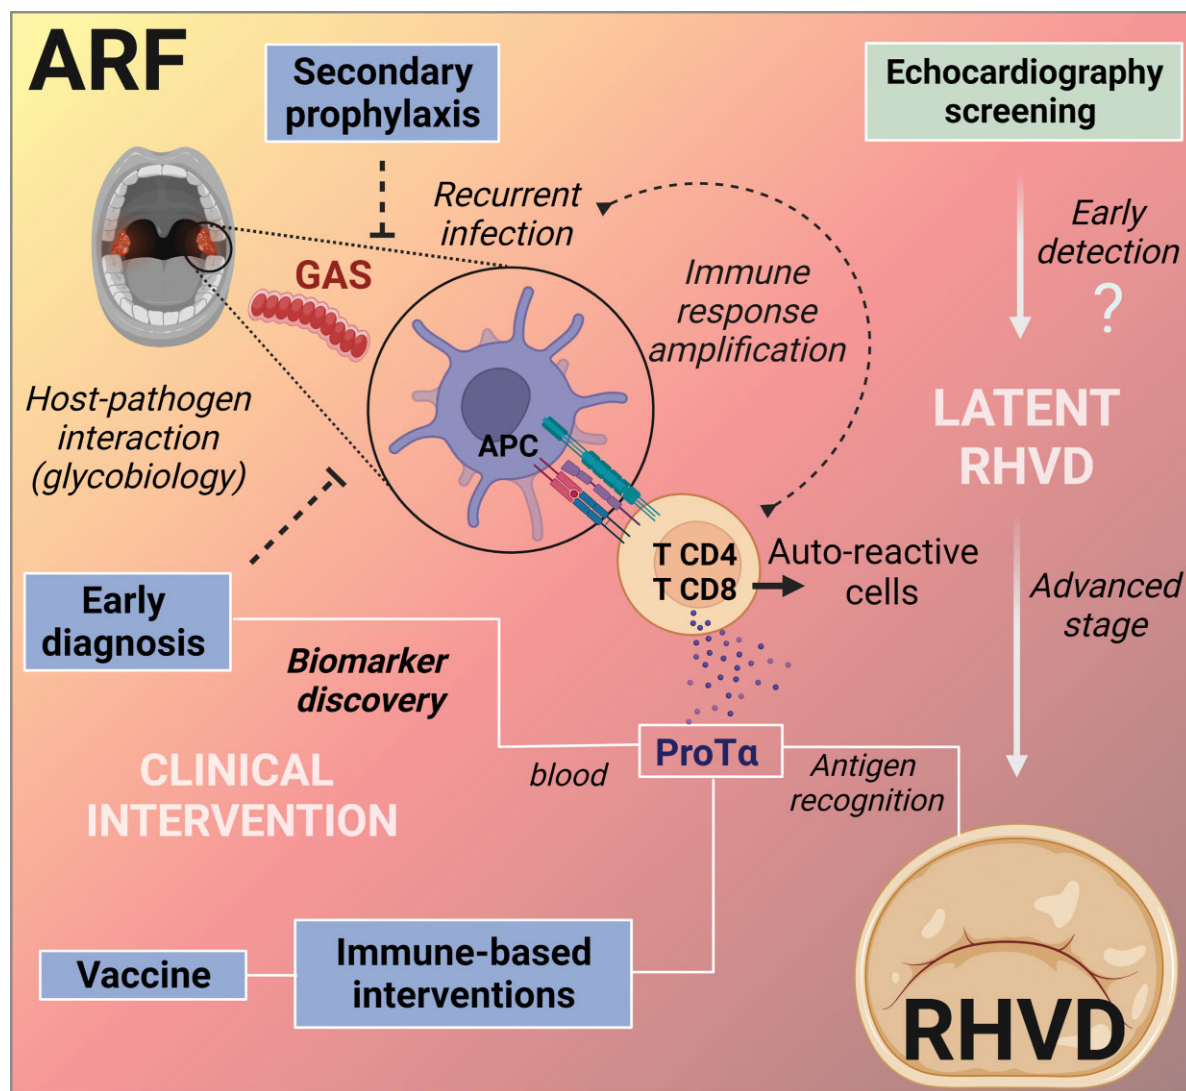 ARF
Secondary
prophylaxis
Echocardiography
screening
Recurrent
infection
GAS
Immune
response
amplification
Early
detection
?
Host-pathogen
interaction
(glycobiology)
APC
LATENT
RHVD
T CD4
T CD8
Auto-reactive
cells
Early
diagnosis
Advanced
stage
Biomarker
discovery
CLINICAL
INTERVENTION
ProTα
blood
Antigen
recognition
Vaccine
Immune-based
interventions
RHVD